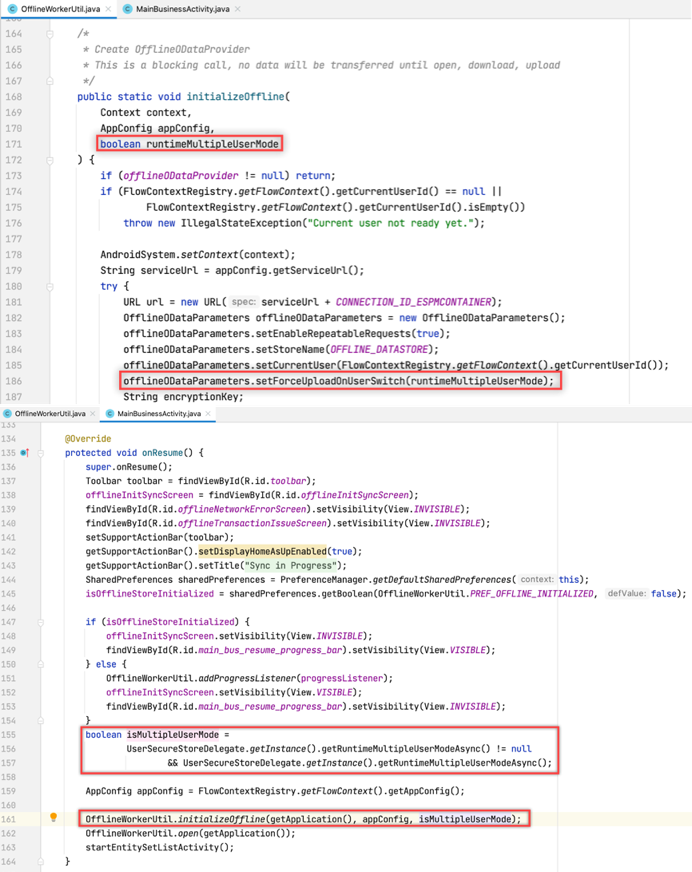 OfflineWorkerUtil.java MainBusinessActivity.java
164 /*
165 * Create OfflineODataProvider
166 * This is a blocking call, no data will be transferred until open, download, upload
167 */
168 public static void initializeOffline(
169 Context context,
170 AppConfig appConfig,
171 boolean runtimeMultipleUserMode
172 ) {
173 if (offlineODataProvider != null) return;
174 if (FlowContextRegistry.getFlowContext().getCurrentUserId() == null ||
175 FlowContextRegistry.getFlowContext().getCurrentUserId().isEmpty())
176 throw new IllegalStateException("Current user not ready yet.");
177
178 AndroidSystem.setContext(context);
179 String serviceUrl = appConfig.getServiceUrl();
180 try {
181 URL url = new URL( spec: serviceUrl + CONNECTION_ID_ESPMCONTAINER);
182 OfflineODataParameters offlineODataParameters = new OfflineODataParameters();
183 offlineODataParameters.setEnableRepeatableRequests(true);
184 offlineODataParameters.setStoreName(OFFLINE_DATASTORE);
185 offlineODataParameters.setCurrentUser(FlowContextRegistry.getFlowContext().getCurrentUserId());
186 offlineODataParameters.setForceUploadOnUserSwitch(runtimeMultipleUserMode);
187 String encryptionKey;
OfflineWorkerUtil.java MainBusinessActivity.java
133
134 @Override
135 protected void onResume() {
136 super.onResume();
137 Toolbar toolbar = findViewById(R.id.toolbar);
138 offlineInitSyncScreen = findViewById(R.id.offlineInitSyncScreen);
139 findViewById(R.id.offlineNetworkErrorScreen).setVisibility(View.INVISIBLE);
140 findViewById(R.id.offlineTransactionIssueScreen).setVisibility(View.INVISIBLE);
141 setSupportActionBar(toolbar);
142 getSupportActionBar().setDisplayHomeAsUpEnabled(true);
143 getSupportActionBar().setTitle("Sync in Progress");
144 SharedPreferences sharedPreferences = PreferenceManager.getDefaultSharedPreferences( context: this);
145 isOfflineStoreInitialized = sharedPreferences.getBoolean(OfflineWorkerUtil.PREF_OFFLINE_INITIALIZED, defValue: false);
146
147 if (isOfflineStoreInitialized) {
148 offlineInitSyncScreen.setVisibility(View.INVISIBLE);
149 findViewById(R.id.main_bus_resume_progress_bar).setVisibility(View.VISIBLE);
150 } else {
151 OfflineWorkerUtil.addProgressListener(progressListener);
152 offlineInitSyncScreen.setVisibility(View.VISIBLE);
153 findViewById(R.id.main_bus_resume_progress_bar).setVisibility(View.INVISIBLE);
154 }
155 boolean isMultipleUserMode =
156 UserSecureStoreDelegate.getInstance().getRuntimeMultipleUserModeAsync() != null
157 && UserSecureStoreDelegate.getInstance().getRuntimeMultipleUserModeAsync();
158
159 AppConfig appConfig = FlowContextRegistry.getFlowContext().getAppConfig();
160
161 OfflineWorkerUtil.initializeOffline(getApplication(), appConfig, isMultipleUserMode);
162 OfflineWorkerUtil.open(getApplication());
163 startEntitySetListActivity();
164 }